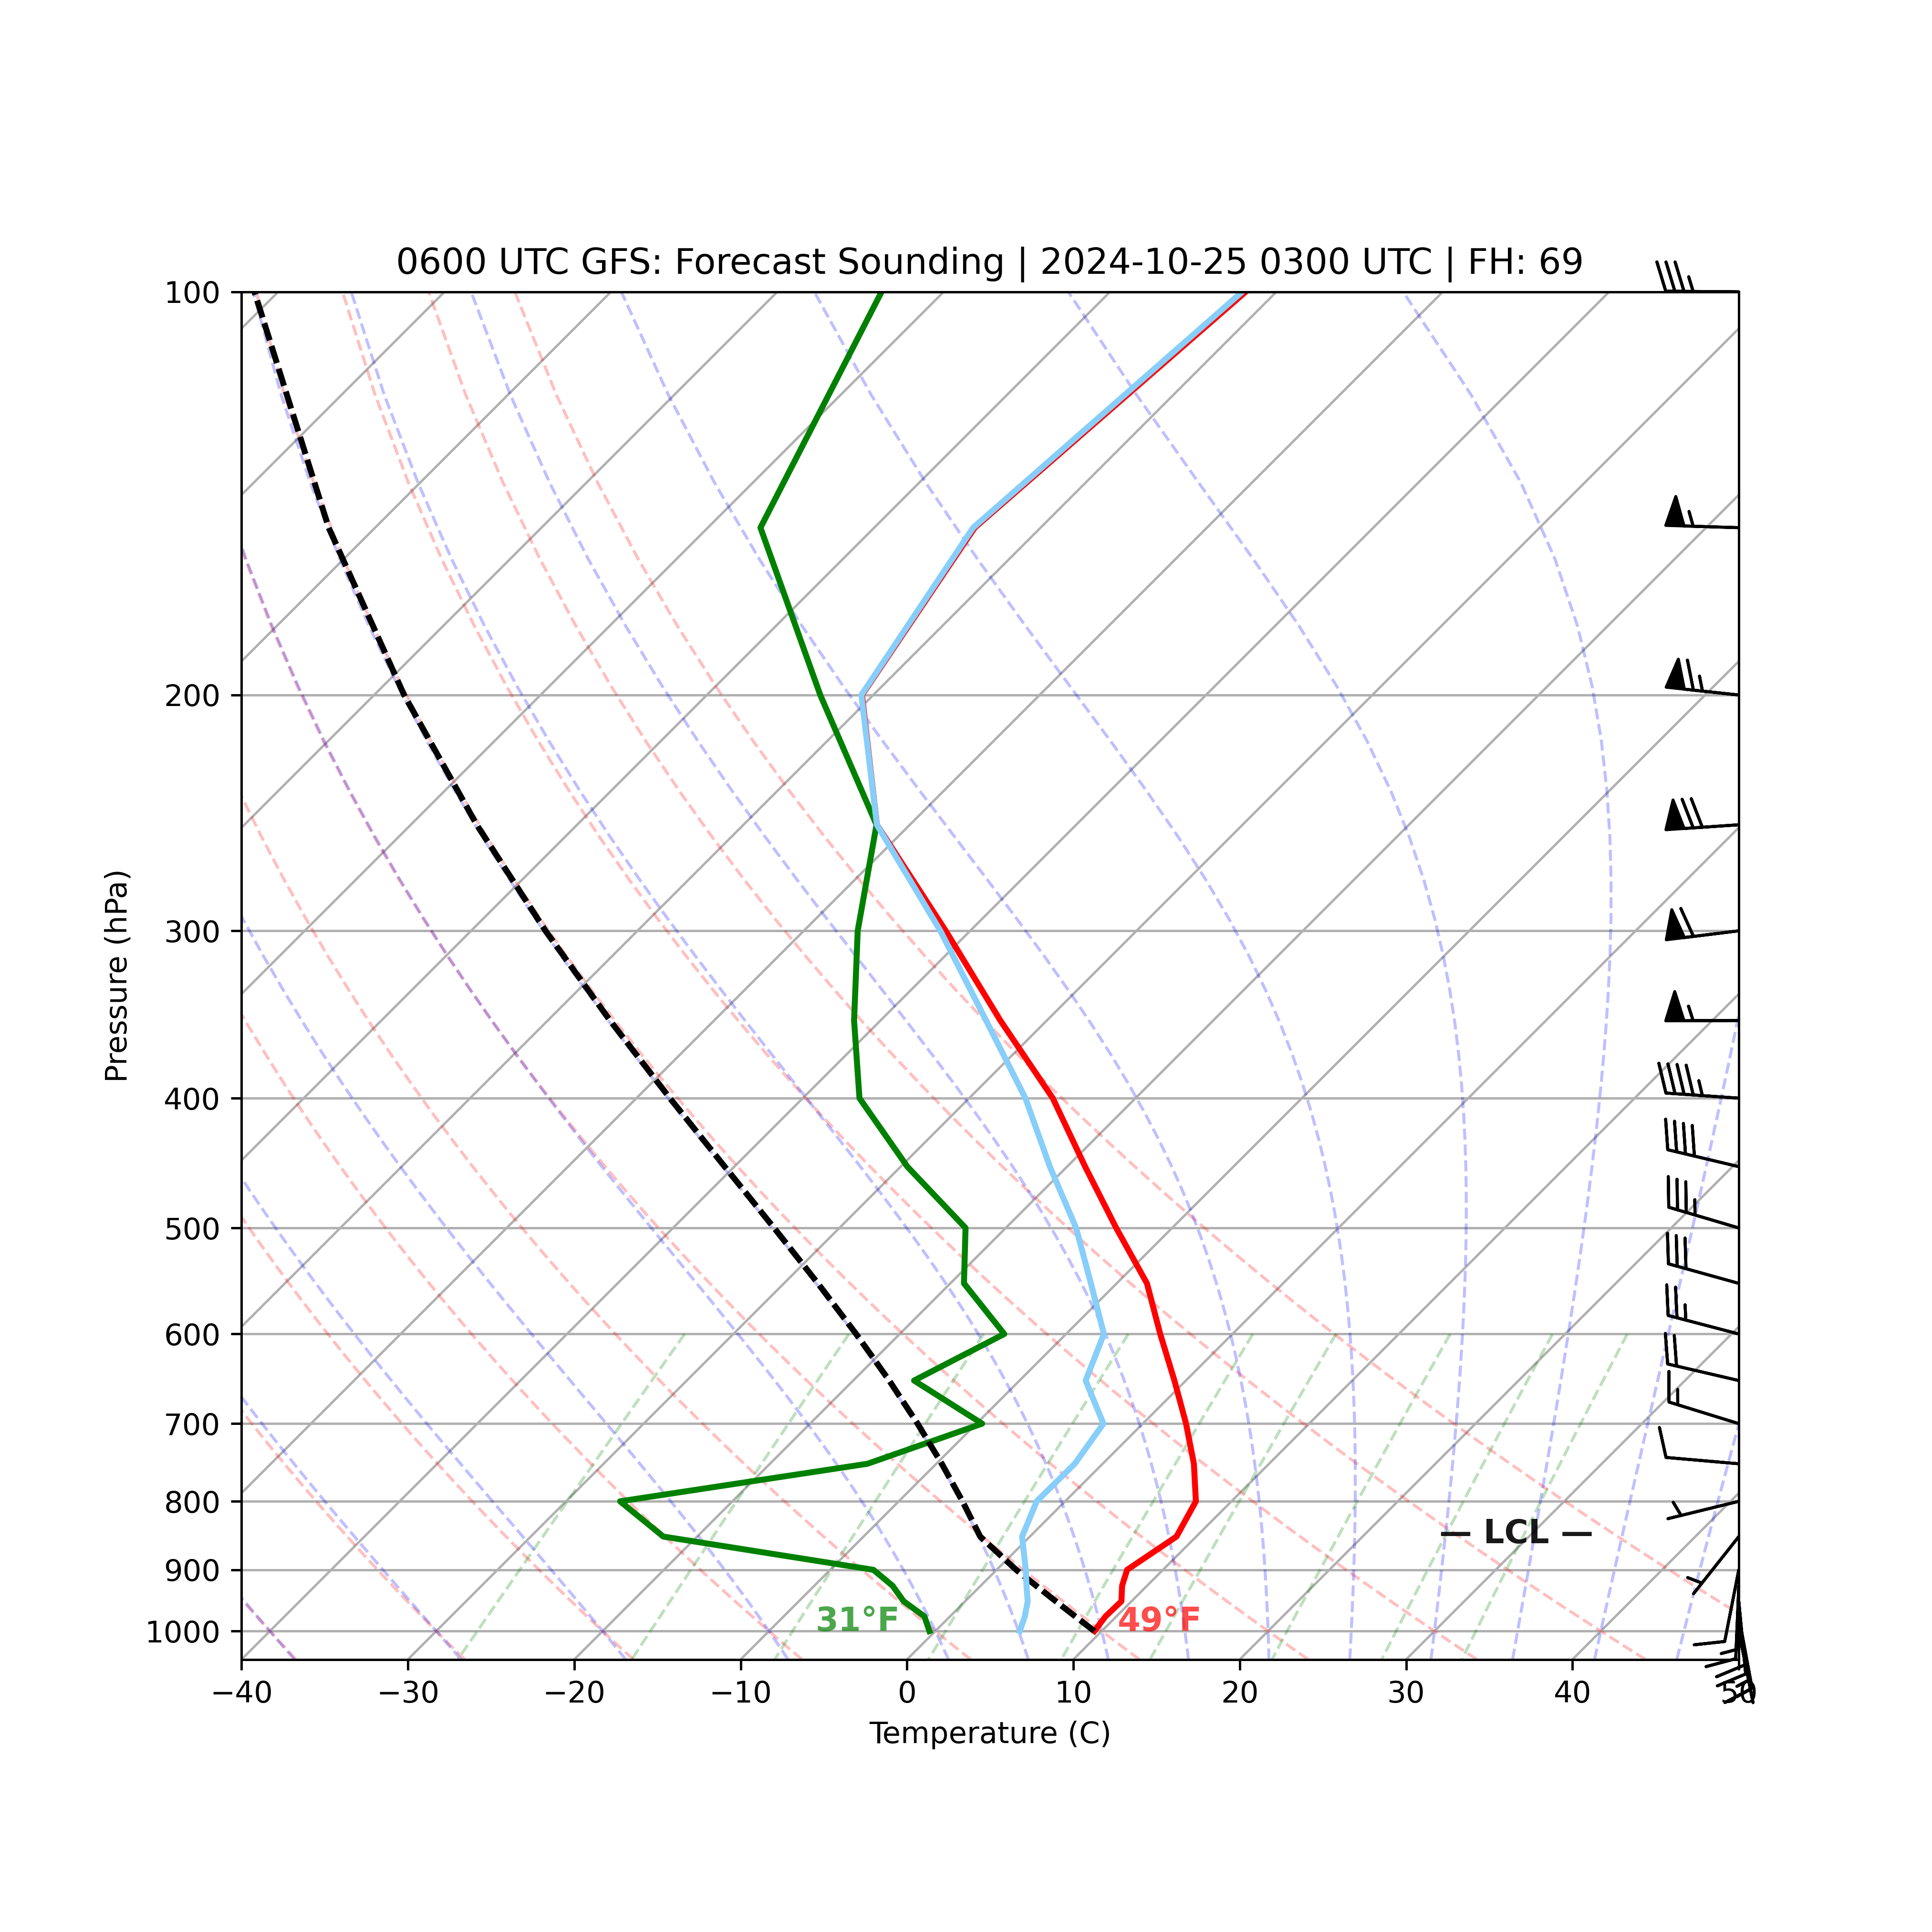 0600 UTC GFS: Forecast Sounding | 2024-10-25 0300 UTC | FH: 69
100
200
300
400
500
600
700
800
900
1000
Pressure (hPa)
— LCL —
31°F
49°F
−40 −30 −20 −10 0 10 20 30 40 50
Temperature (C)